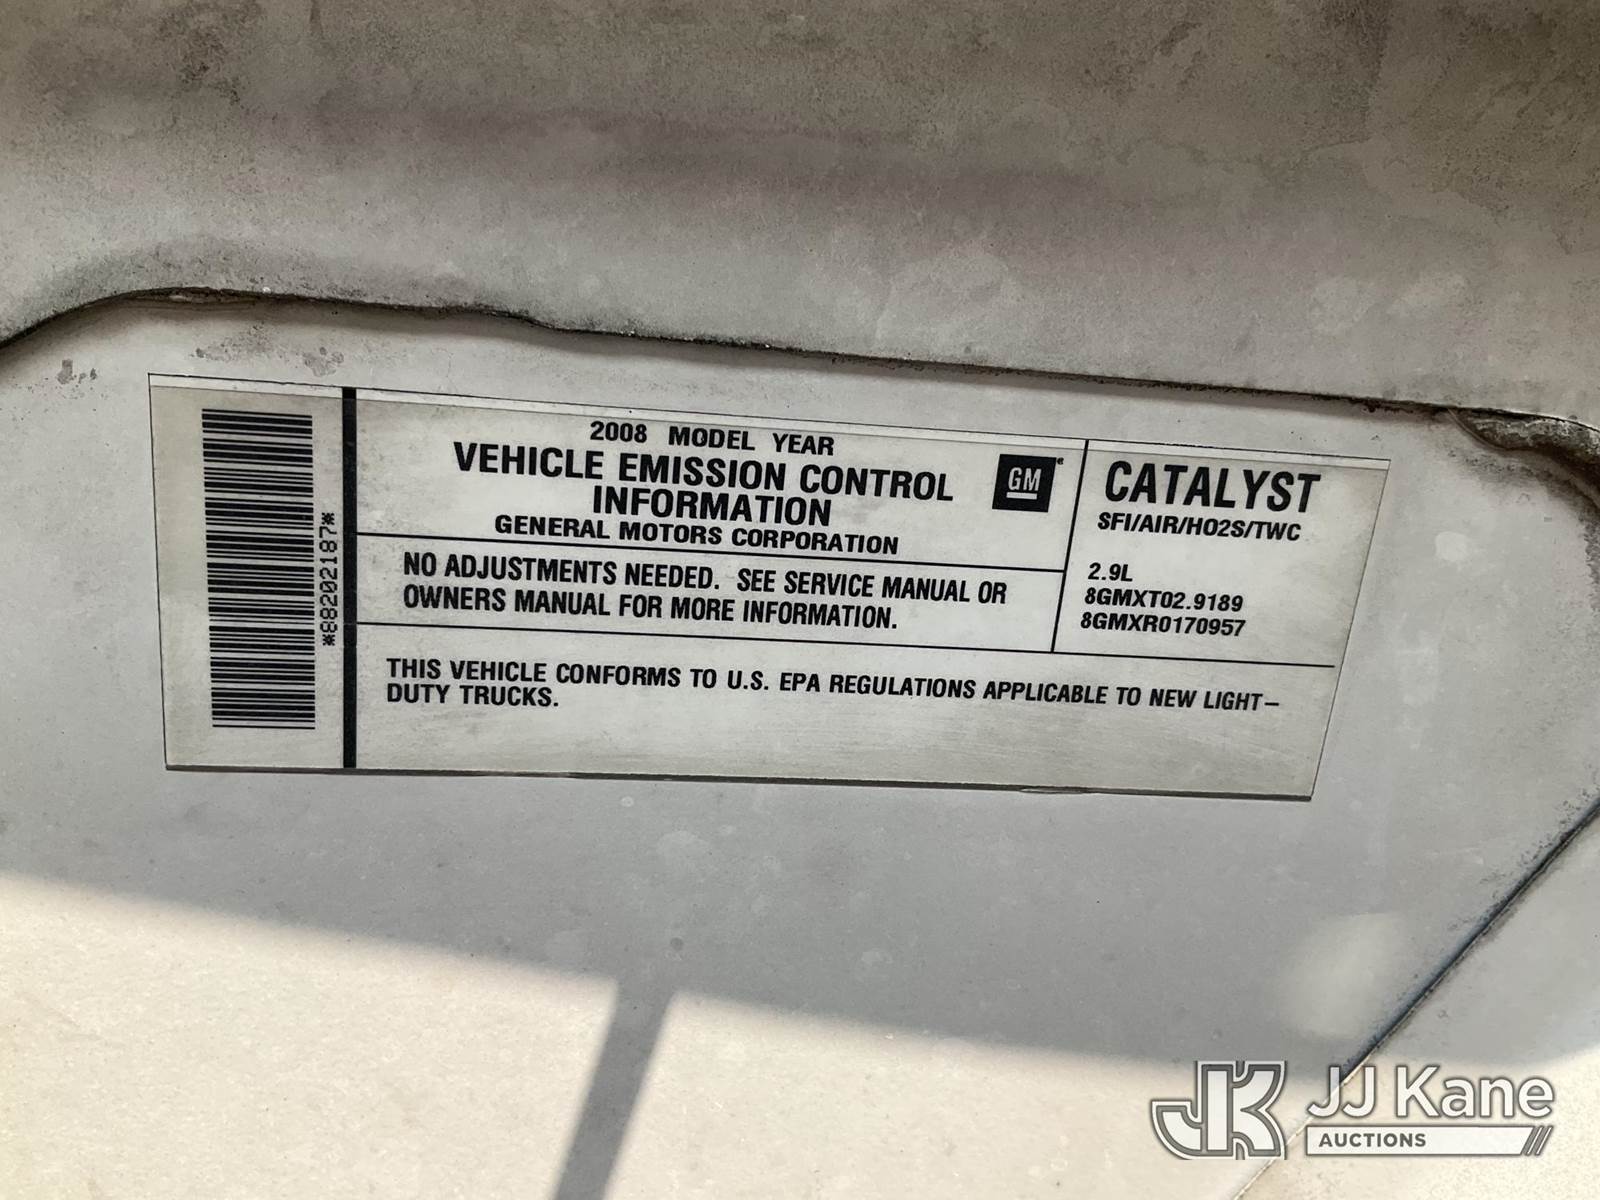 *88202187*
2008 MODEL YEAR
VEHICLE EMISSION CONTROL
INFORMATION
GENERAL MOTORS CORPORATION
GM
NO ADJUSTMENTS NEEDED. SEE SERVICE MANUAL OR
OWNERS MANUAL FOR MORE INFORMATION.
CATALYST
SFI/AIR/HO2S/TWC
2.9L
8GMXT02.9189
8GMXR0170957
THIS VEHICLE CONFORMS TO U.S. EPA REGULATIONS APPLICABLE TO NEW LIGHT–
DUTY TRUCKS.
JK JJ Kane
AUCTIONS